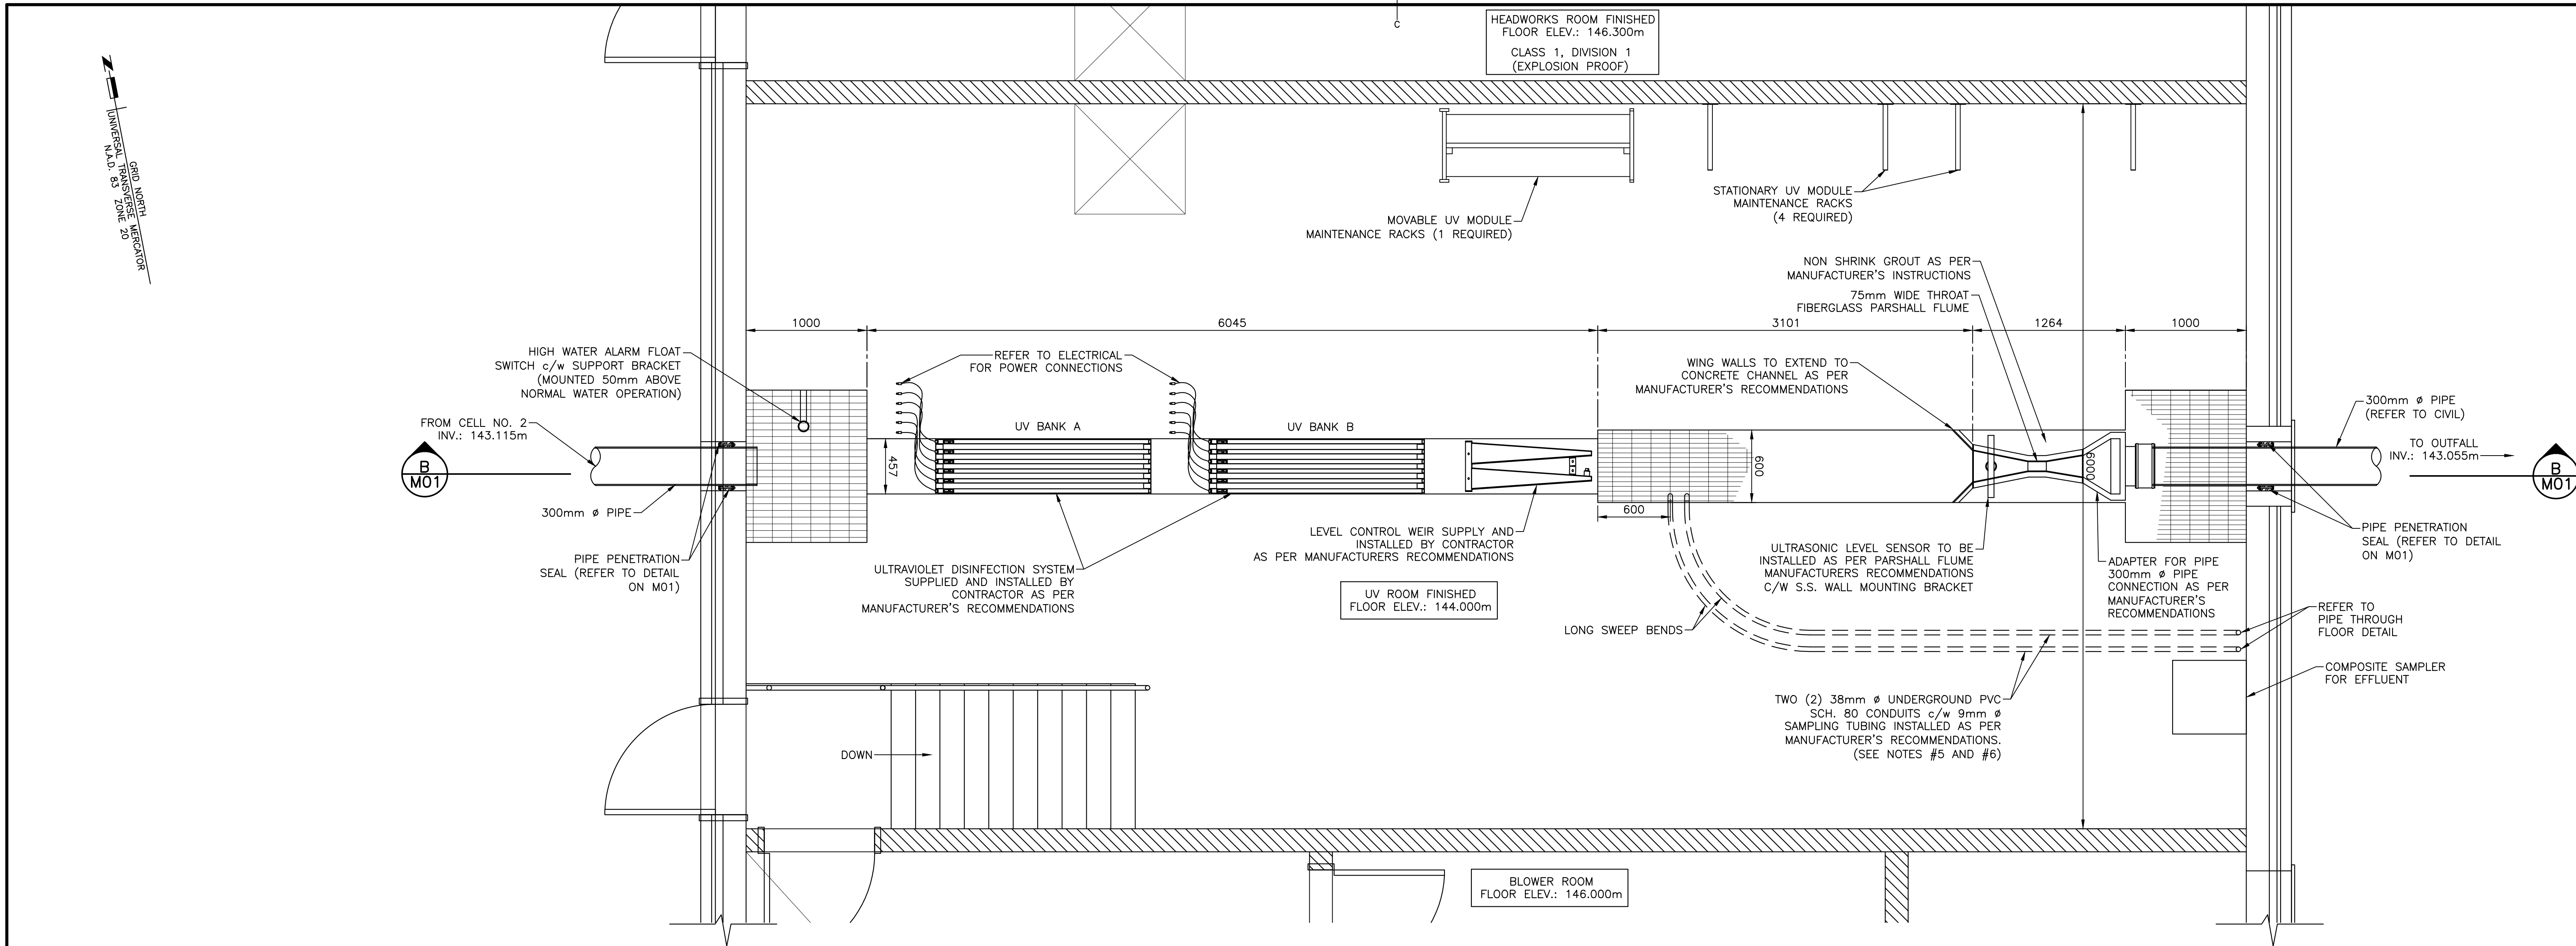 C
HEADWORKS ROOM FINISHED
FLOOR ELEV.: 146.300m
CLASS 1, DIVISION 1
(EXPLOSION PROOF)
GRID NORTH
UNIVERSAL TRANSVERSE MERCATOR
N.A.D. 83 ZONE 20
MOVABLE UV MODULE
MAINTENANCE RACKS (1 REQUIRED)
STATIONARY UV MODULE
MAINTENANCE RACKS
(4 REQUIRED)
NON SHRINK GROUT AS PER
MANUFACTURER'S INSTRUCTIONS
75mm WIDE THROAT
FIBERGLASS PARSHALL FLUME
1000
6045
3101
1264
1000
HIGH WATER ALARM FLOAT
SWITCH c/w SUPPORT BRACKET
(MOUNTED 50mm ABOVE
NORMAL WATER OPERATION)
REFER TO ELECTRICAL
FOR POWER CONNECTIONS
WING WALLS TO EXTEND TO
CONCRETE CHANNEL AS PER
MANUFACTURER'S RECOMMENDATIONS
FROM CELL NO. 2
INV.: 143.115m
UV BANK A
UV BANK B
300mm ø PIPE
(REFER TO CIVIL)
TO OUTFALL
INV.: 143.055m
B
M01
457
600
6000
B
M01
300mm ø PIPE
600
PIPE PENETRATION
SEAL (REFER TO DETAIL
ON M01)
ULTRAVIOLET DISINFECTION SYSTEM
SUPPLIED AND INSTALLED BY
CONTRACTOR AS PER
MANUFACTURER'S RECOMMENDATIONS
LEVEL CONTROL WEIR SUPPLY AND
INSTALLED BY CONTRACTOR
AS PER MANUFACTURERS RECOMMENDATIONS
UV ROOM FINISHED
FLOOR ELEV.: 144.000m
ULTRASONIC LEVEL SENSOR TO BE
INSTALLED AS PER PARSHALL FLUME
MANUFACTURERS RECOMMENDATIONS
C/W S.S. WALL MOUNTING BRACKET
ADAPTER FOR PIPE
300mm ø PIPE
CONNECTION AS PER
MANUFACTURER'S
RECOMMENDATIONS
PIPE PENETRATION
SEAL (REFER TO DETAIL
ON M01)
LONG SWEEP BENDS
REFER TO
PIPE THROUGH
FLOOR DETAIL
COMPOSITE SAMPLER
FOR EFFLUENT
TWO (2) 38mm ø UNDERGROUND PVC
SCH. 80 CONDUITS c/w 9mm ø
SAMPLING TUBING INSTALLED AS PER
MANUFACTURER'S RECOMMENDATIONS.
(SEE NOTES #5 AND #6)
DOWN
BLOWER ROOM
FLOOR ELEV.: 146.000m